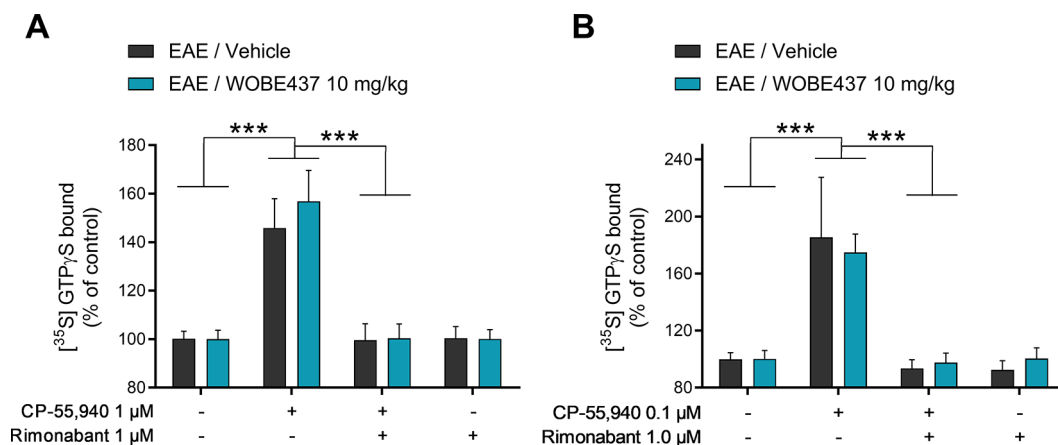 A
EAE / Vehicle
EAE / WOBE437 10 mg/kg
***
***
[35S] GTPγS bound
(% of control)
180
160
140
120
100
80
CP-55,940 1 μM - + + -
Rimonabant 1 μM - - + +
B
EAE / Vehicle
EAE / WOBE437 10 mg/kg
***
***
[35S] GTPγS bound
(% of control)
240
200
160
120
80
CP-55,940 0.1 μM - + + -
Rimonabant 1.0 μM - - + +